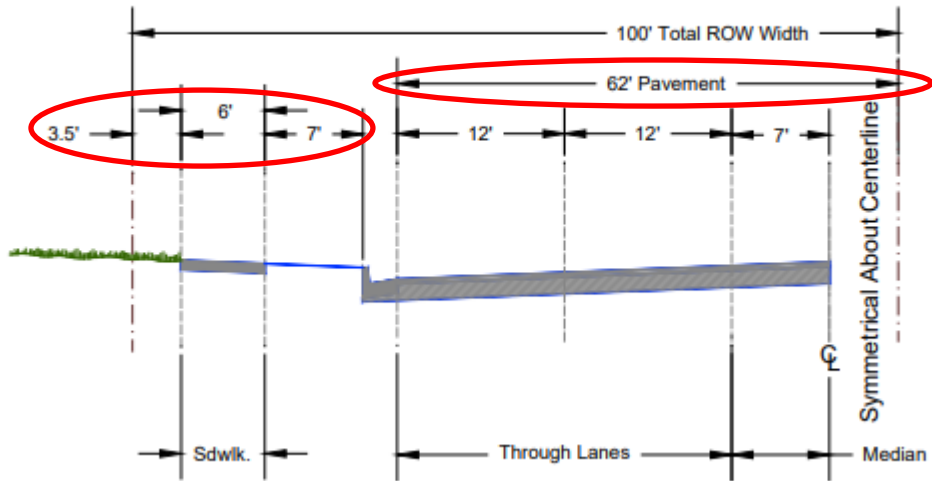 100' Total ROW Width
62' Pavement
6'
3.5'
7'
12'
12'
7'
Symmetrical About Centerline
℄
Sdwlk.
Through Lanes
Median